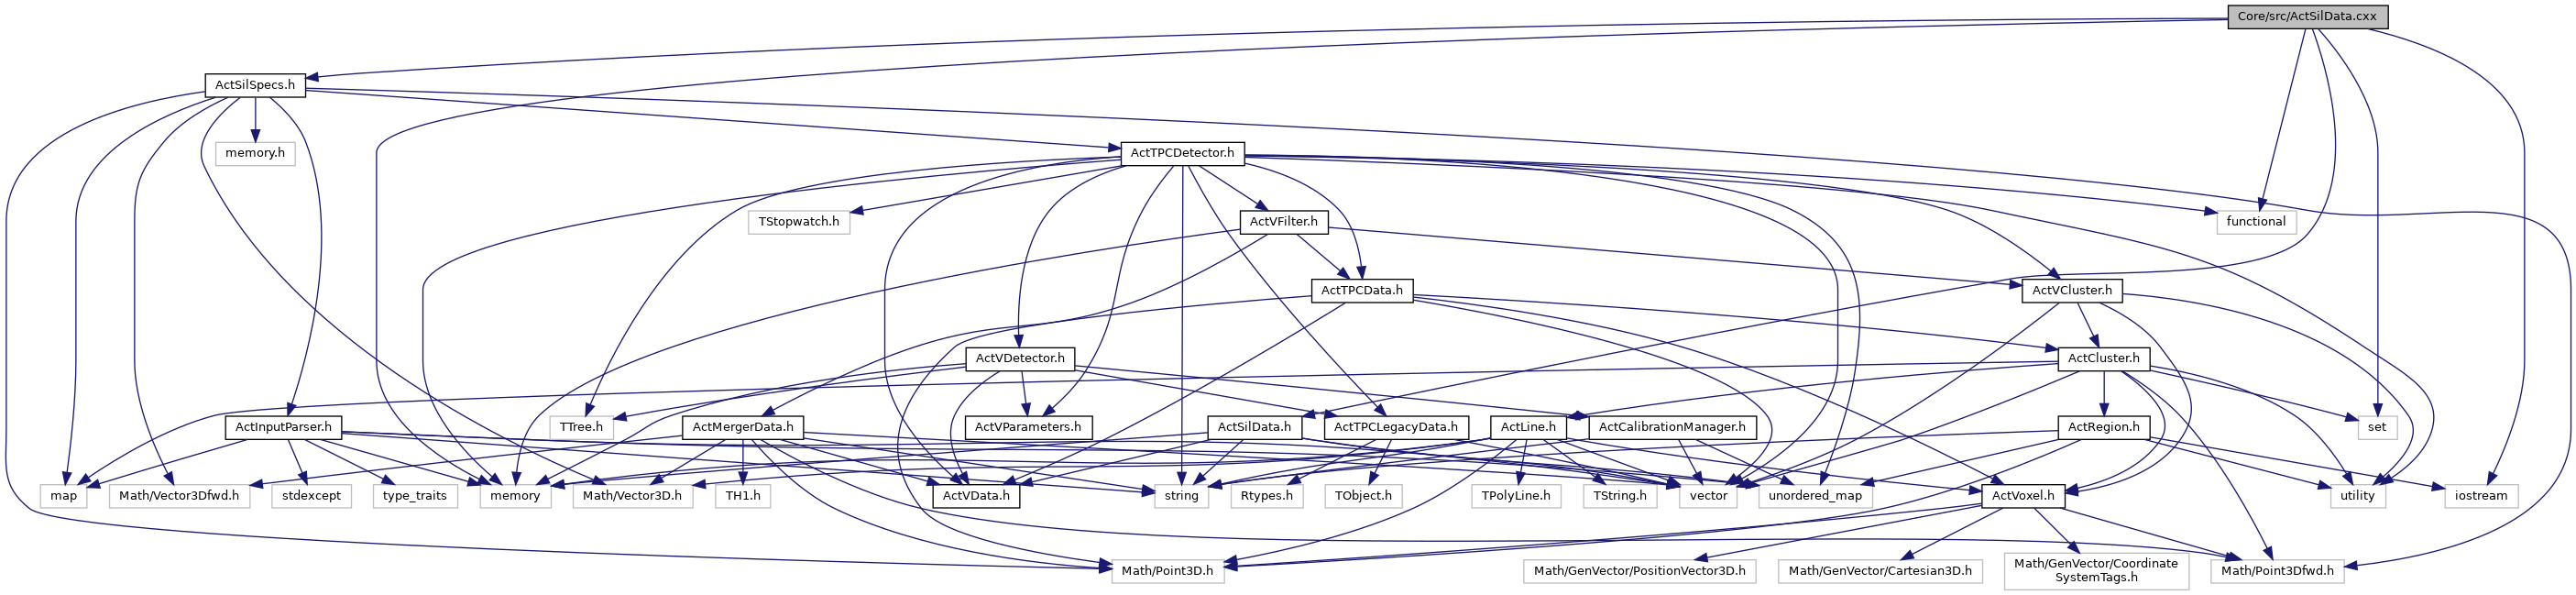 Core/src/ActSilData.cxx
ActSilSpecs.h
memory.h
ActTPCDetector.h
TStopwatch.h
ActVFilter.h
functional
ActTPCData.h
ActVCluster.h
ActVDetector.h
ActCluster.h
TTree.h
ActInputParser.h
ActMergerData.h
ActVParameters.h
ActSilData.h
ActTPCLegacyData.h
ActLine.h
ActCalibrationManager.h
ActRegion.h
set
map
Math/Vector3Dfwd.h
stdexcept
type_traits
memory
Math/Vector3D.h
TH1.h
ActVData.h
string
Rtypes.h
TObject.h
TPolyLine.h
TString.h
vector
unordered_map
ActVoxel.h
utility
iostream
Math/Point3D.h
Math/GenVector/PositionVector3D.h
Math/GenVector/Cartesian3D.h
Math/GenVector/Coordinate
SystemTags.h
Math/Point3Dfwd.h